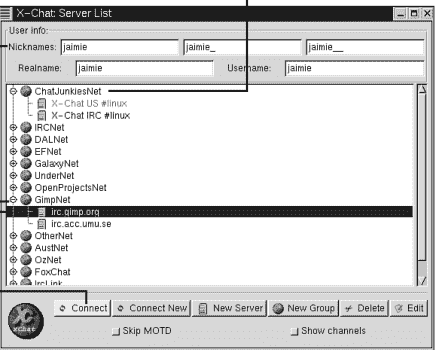 X-Chat: Server List
User info:
Nicknames: jaimie jaimie_ jaimie__
Realname: jaimie Username: jaimie
ChatJunkiesNet
X-Chat US #linux
X-Chat IRC #linux
IRCNet
DALNet
EFNet
GalaxyNet
UnderNet
OpenProjectsNet
GimpNet
irc.gimp.org
irc.acc.umu.se
OtherNet
AustNet
OzNet
FoxChat
IrcLink
XChat
Connect Connect New New Server New Group Delete Edit
Skip MOTD Show channels